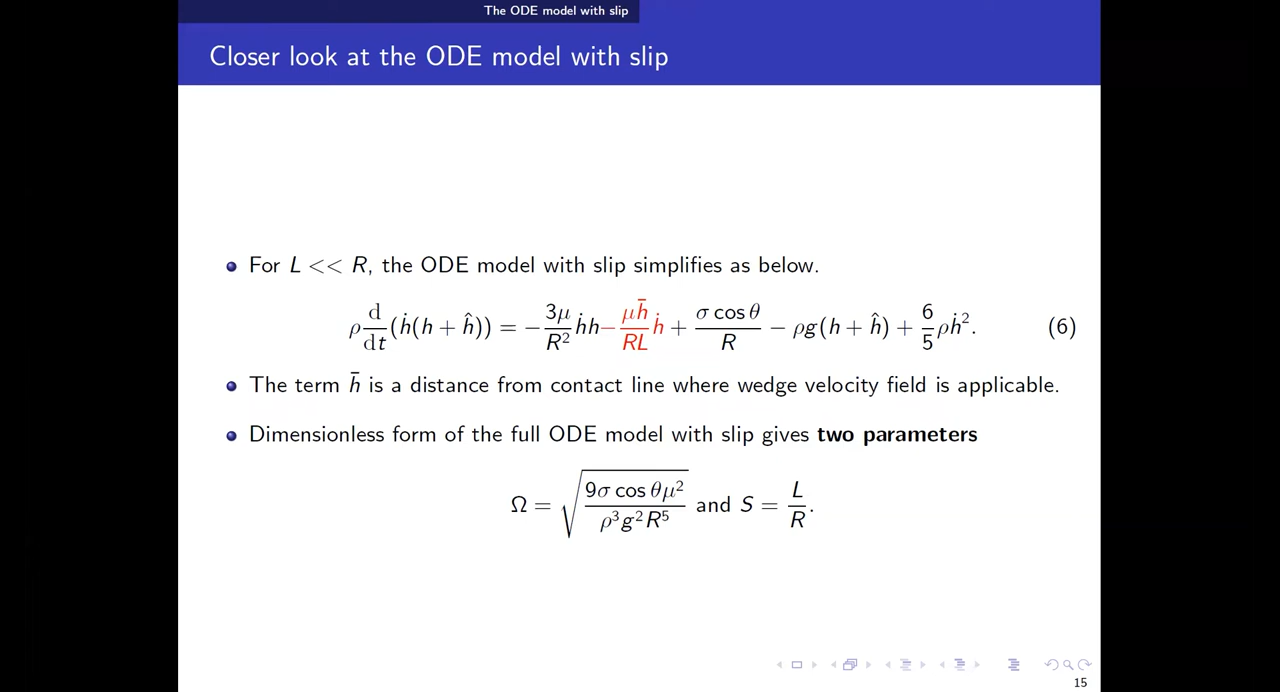 The ODE model with slip
Closer look at the ODE model with slip
For L << R, the ODE model with slip simplifies as below.
ρ d/dt (ḣ(h + ĥ)) = − 3μ/R² ḣh − μh̄/RL ḣ + σ cos θ/R − ρg(h + ĥ) + 6/5 ρḣ². (6)
The term h̄ is a distance from contact line where wedge velocity field is applicable.
Dimensionless form of the full ODE model with slip gives two parameters
Ω = √(9σ cos θμ²/ρ³g²R⁵) and S = L/R.
15